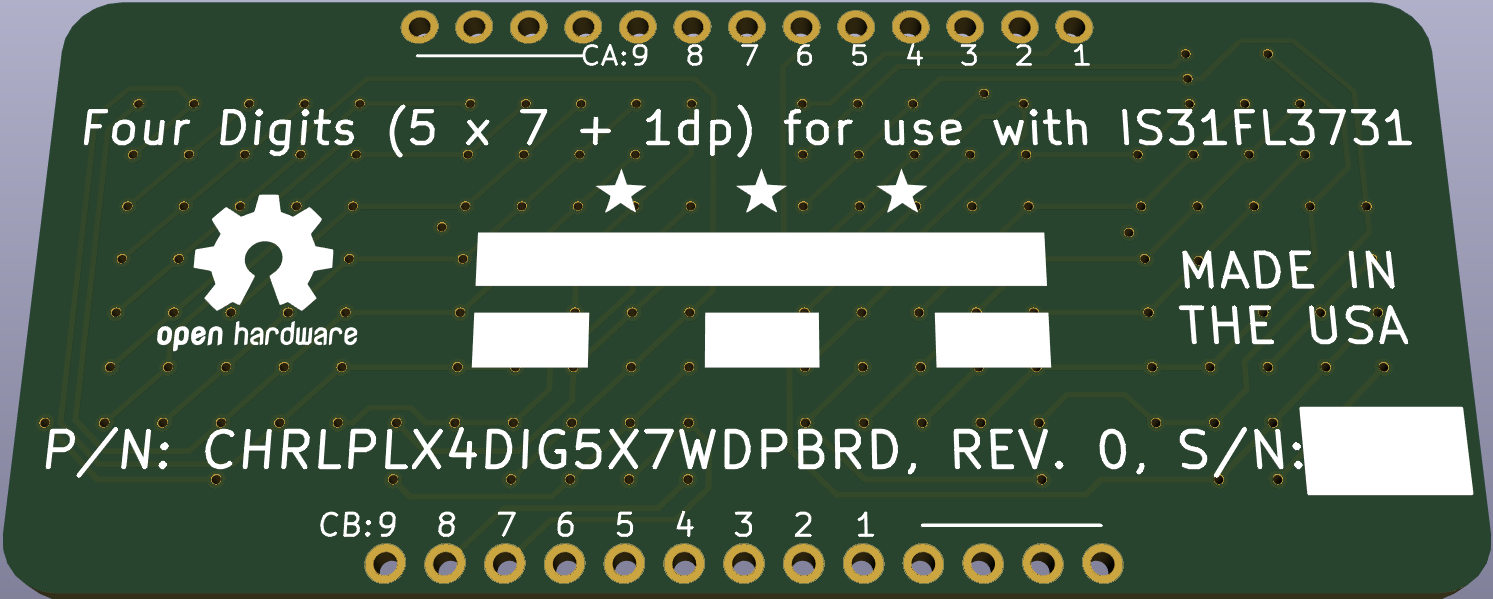 CA:9 8 7 6 5 4 3 2 1
Four Digits (5 x 7 + 1dp) for use with IS31FL3731
MADE IN
THE USA
open hardware
P/N: CHRLPLX4DIG5X7WDPBRD, REV. 0, S/N:
CB:9 8 7 6 5 4 3 2 1